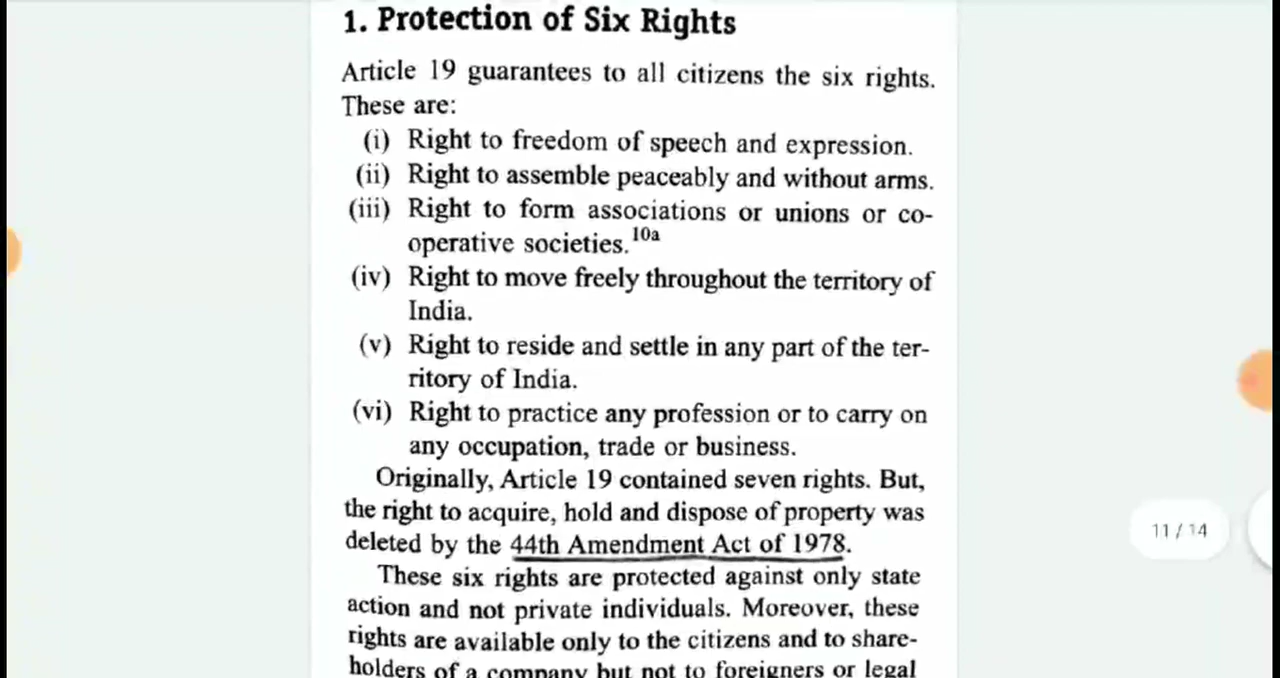 1. Protection of Six Rights
Article 19 guarantees to all citizens the six rights.
These are:
(i) Right to freedom of speech and expression.
(ii) Right to assemble peaceably and without arms.
(iii) Right to form associations or unions or co-
operative societies.10a
(iv) Right to move freely throughout the territory of
India.
(v) Right to reside and settle in any part of the ter-
ritory of India.
(vi) Right to practice any profession or to carry on
any occupation, trade or business.
Originally, Article 19 contained seven rights. But,
the right to acquire, hold and dispose of property was
deleted by the 44th Amendment Act of 1978.
These six rights are protected against only state
action and not private individuals. Moreover, these
rights are available only to the citizens and to share-
holders of a company but not to foreigners or legal
11 / 14